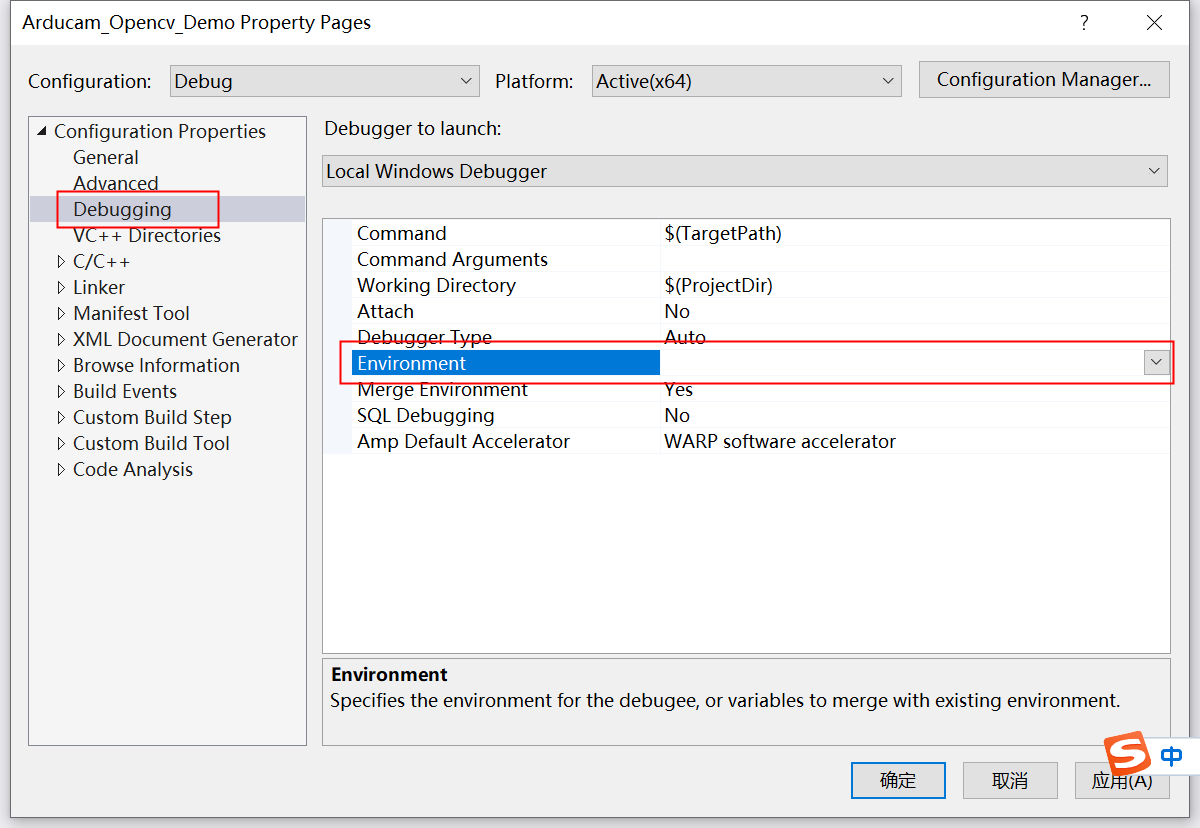 Arducam_Opencv_Demo Property Pages
Configuration: Debug Platform: Active(x64) Configuration Manager...
Configuration Properties
General
Advanced
Debugging
VC++ Directories
C/C++
Linker
Manifest Tool
XML Document Generator
Browse Information
Build Events
Custom Build Step
Custom Build Tool
Code Analysis
Debugger to launch:
Local Windows Debugger
Command $(TargetPath)
Command Arguments
Working Directory $(ProjectDir)
Attach No
Debugger Type Auto
Environment
Merge Environment Yes
SQL Debugging No
Amp Default Accelerator WARP software accelerator
Environment
Specifies the environment for the debugee, or variables to merge with existing environment.
中
确定 取消 应用(A)